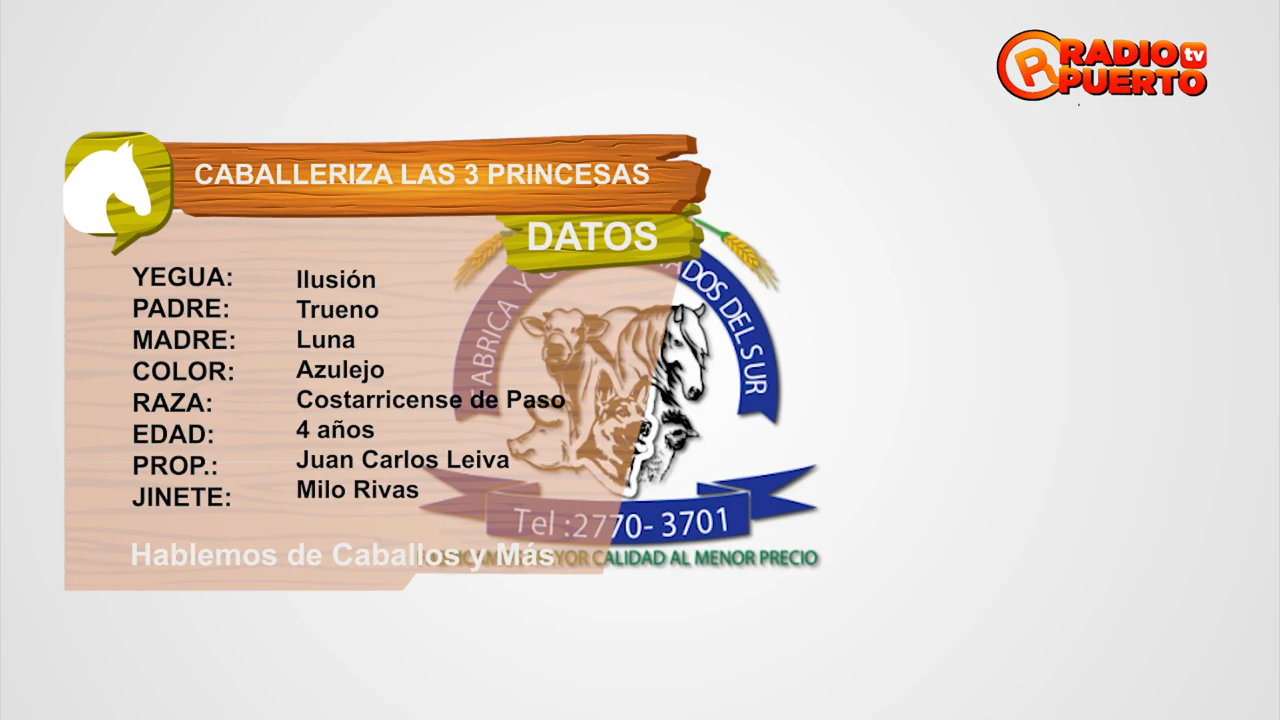 RADIO tv
PUERTO
CABALLERIZA LAS 3 PRINCESAS
DATOS
YEGUA: Ilusión
PADRE: Trueno
MADRE: Luna
COLOR: Azulejo
RAZA: Costarricense de Paso
EDAD: 4 años
PROP.: Juan Carlos Leiva
JINETE: Milo Rivas
Hablemos de Caballos y Más
FABRICA Y DOS DEL SUR
Tel :2770- 3701
CALIDAD AL MENOR PRECIO